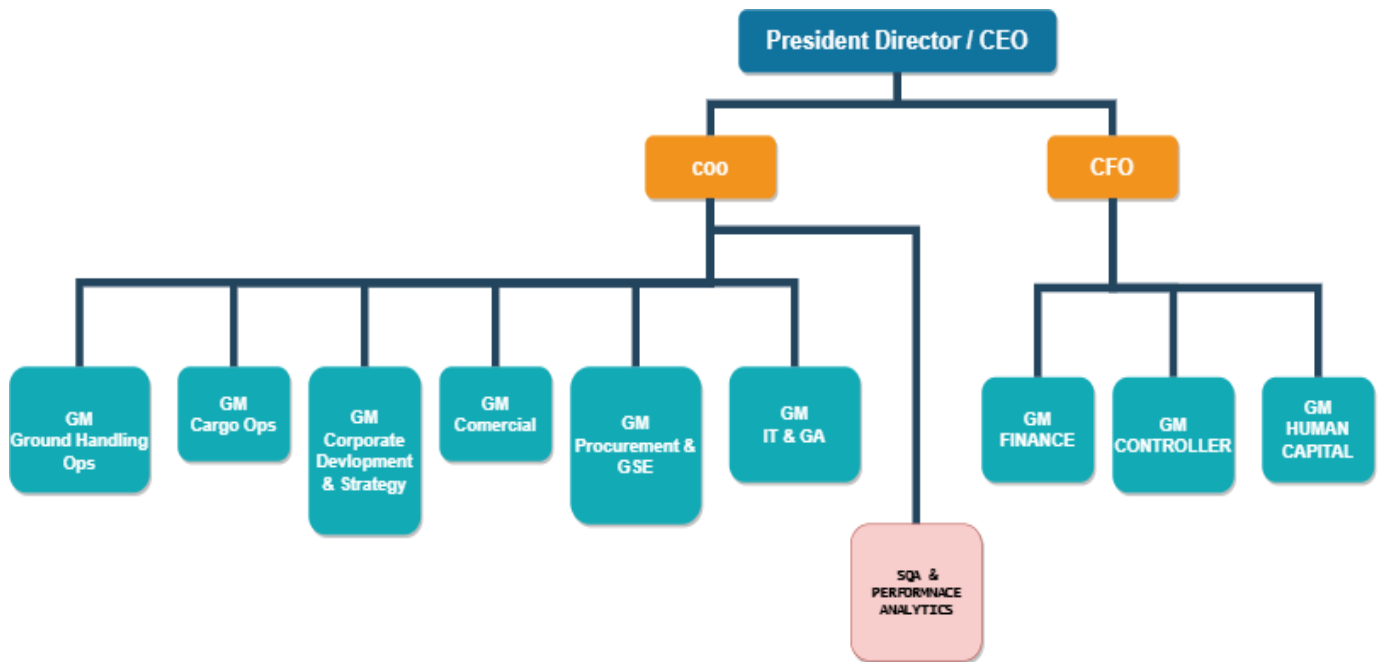 President Director / CEO
COO
CFO
GM
Ground Handling
Ops
GM
Cargo Ops
GM
Corporate
Devlopment
& Strategy
GM
Comercial
GM
Procurement &
GSE
GM
IT & GA
GM
FINANCE
GM
CONTROLLER
GM
HUMAN
CAPITAL
SQA &
PERFORMNACE
ANALYTICS